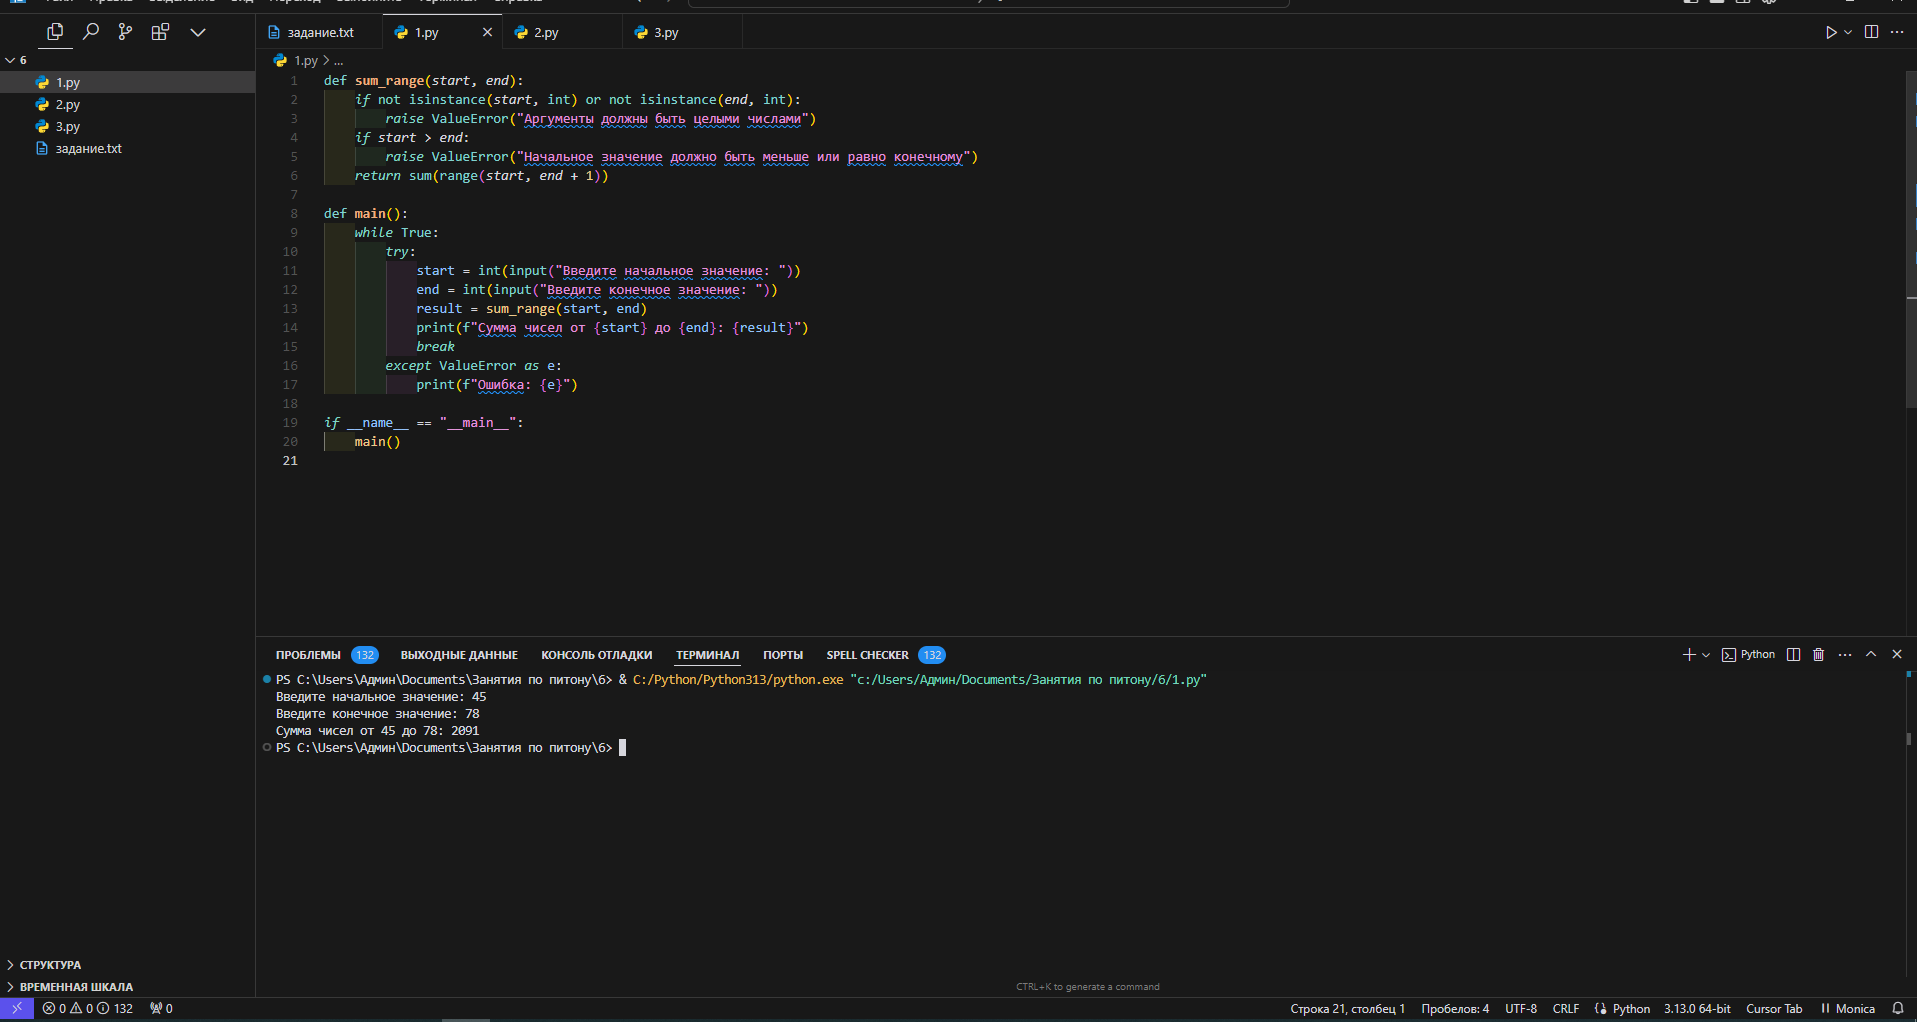 задание.txt
1.py
2.py
3.py
6
1.py
2.py
3.py
задание.txt
1.py > ...
1 def sum_range(start, end):
2 if not isinstance(start, int) or not isinstance(end, int):
3 raise ValueError("Аргументы должны быть целыми числами")
4 if start > end:
5 raise ValueError("Начальное значение должно быть меньше или равно конечному")
6 return sum(range(start, end + 1))
7
8 def main():
9 while True:
10 try:
11 start = int(input("Введите начальное значение: "))
12 end = int(input("Введите конечное значение: "))
13 result = sum_range(start, end)
14 print(f"Сумма чисел от {start} до {end}: {result}")
15 break
16 except ValueError as e:
17 print(f"Ошибка: {e}")
18
19 if __name__ == "__main__":
20 main()
21
ПРОБЛЕМЫ 132 ВЫХОДНЫЕ ДАННЫЕ КОНСОЛЬ ОТЛАДКИ ТЕРМИНАЛ ПОРТЫ SPELL CHECKER 132 Python
PS C:\Users\Админ\Documents\Занятия по питону\6> & C:/Python/Python313/python.exe "c:/Users/Админ/Documents/Занятия по питону/6/1.py"
Введите начальное значение: 45
Введите конечное значение: 78
Сумма чисел от 45 до 78: 2091
PS C:\Users\Админ\Documents\Занятия по питону\6>
CTRL+K to generate a command
СТРУКТУРА
ВРЕМЕННАЯ ШКАЛА
0 0 132 0 Строка 21, столбец 1 Пробелов: 4 UTF-8 CRLF Python 3.13.0 64-bit Cursor Tab Monica